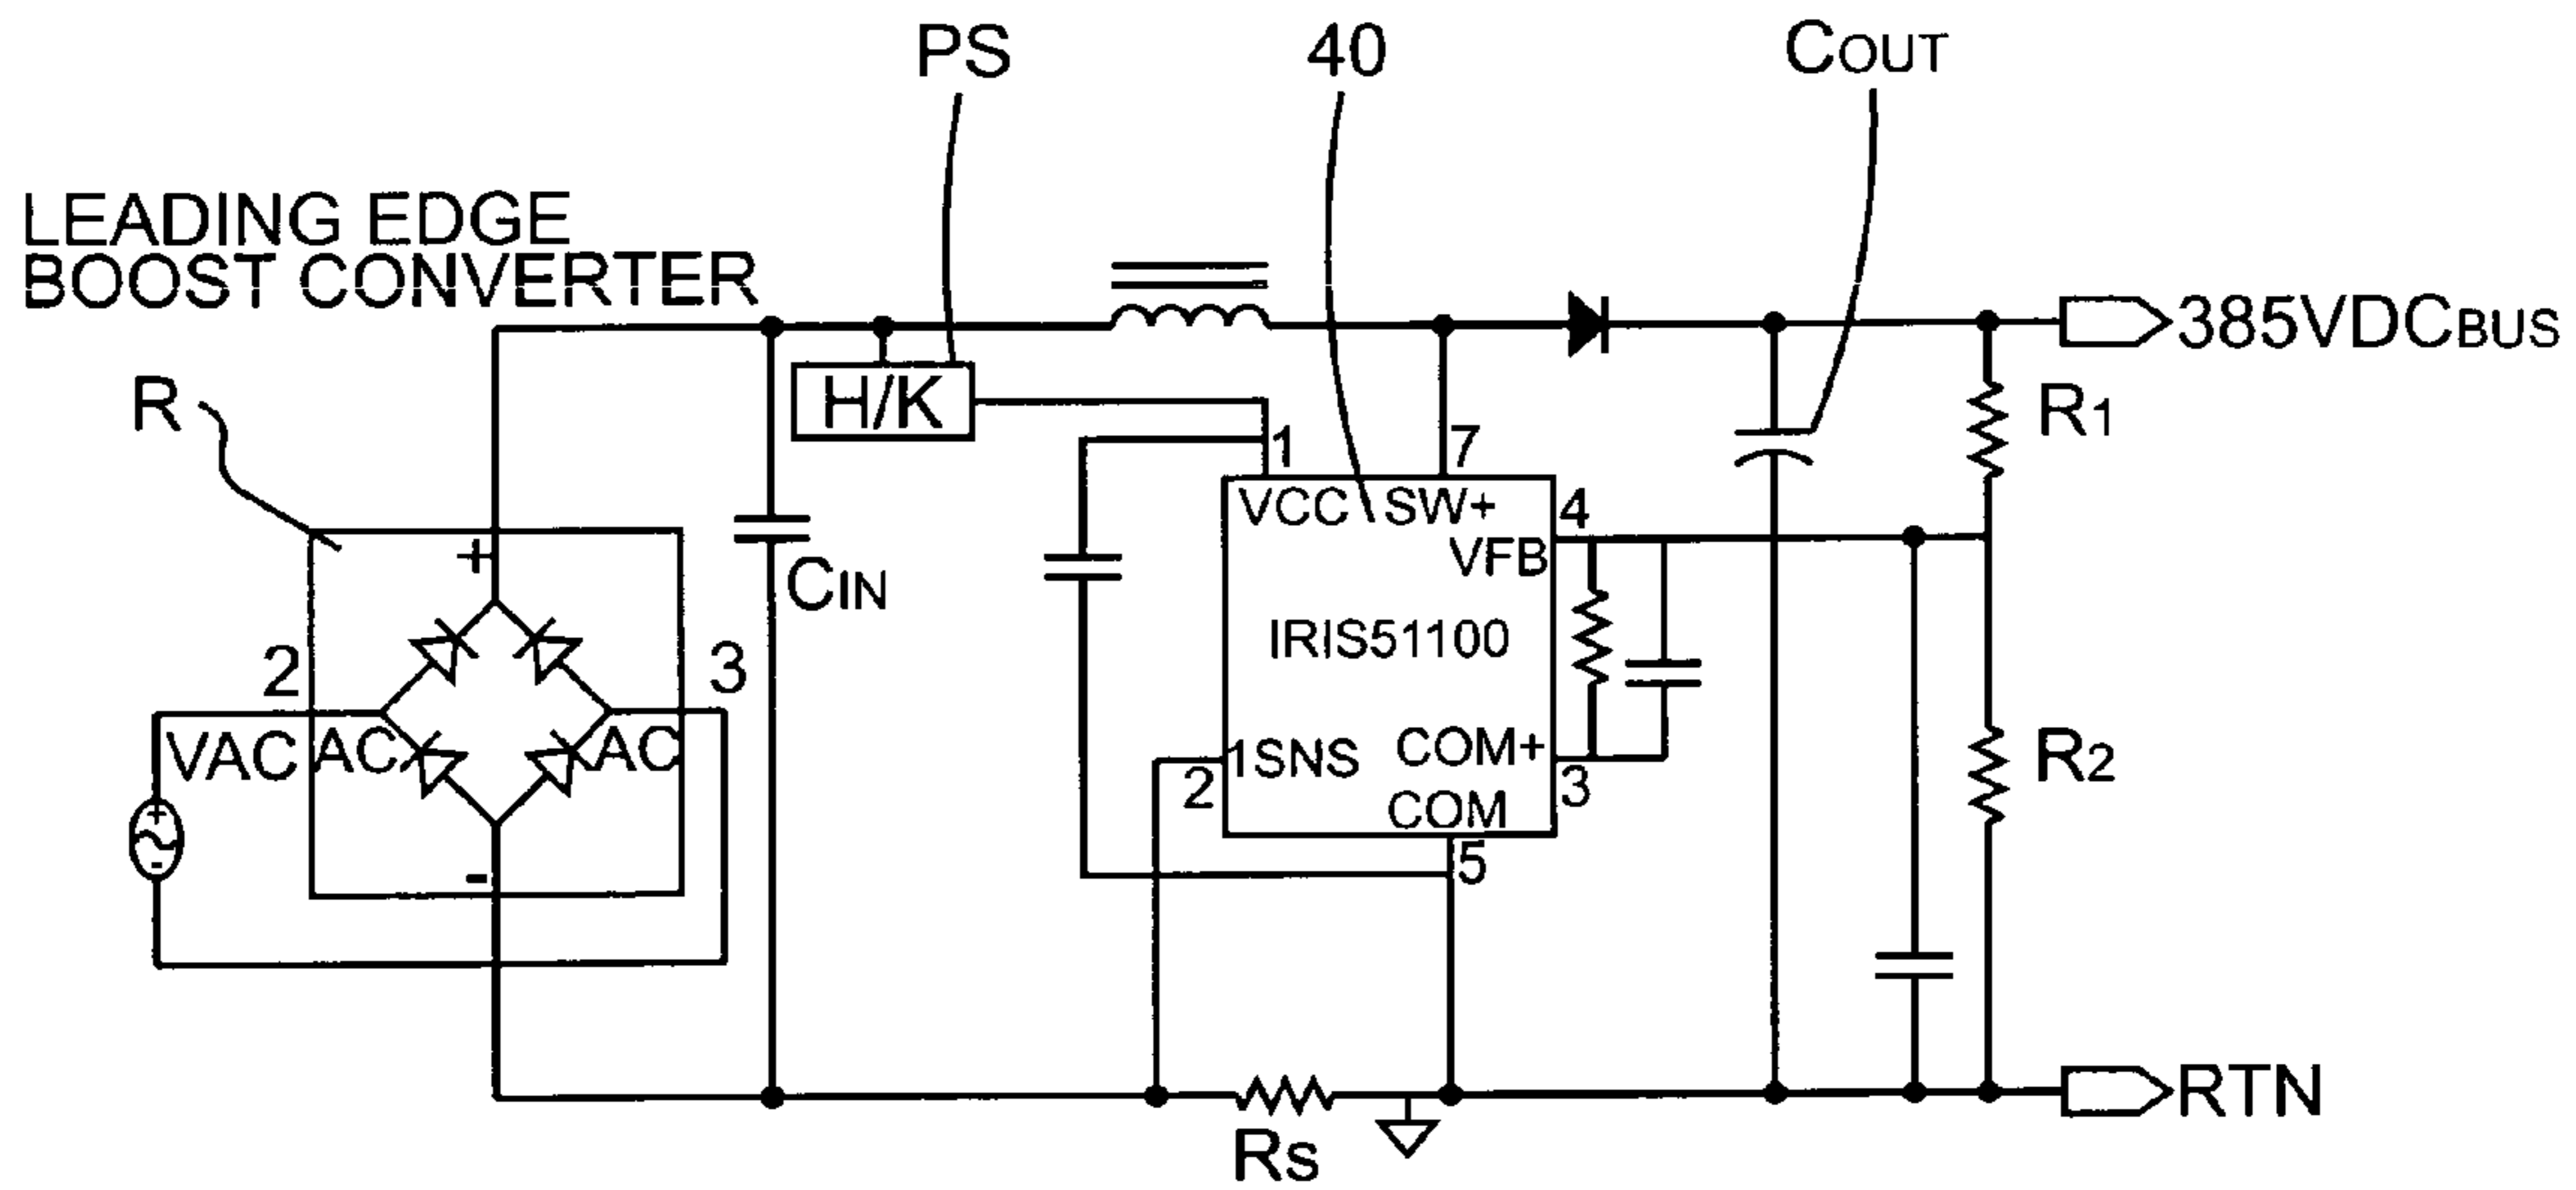 PS
40
COUT
LEADING EDGE
BOOST CONVERTER
385VDCBUS
R
H/K
R1
1
7
VCC
SW+
4
VFB
+
CIN
IRIS51100
2
3
VAC
AC
AC
1SNS
COM+
2
3
R2
COM
+
-
-
5
RTN
RS